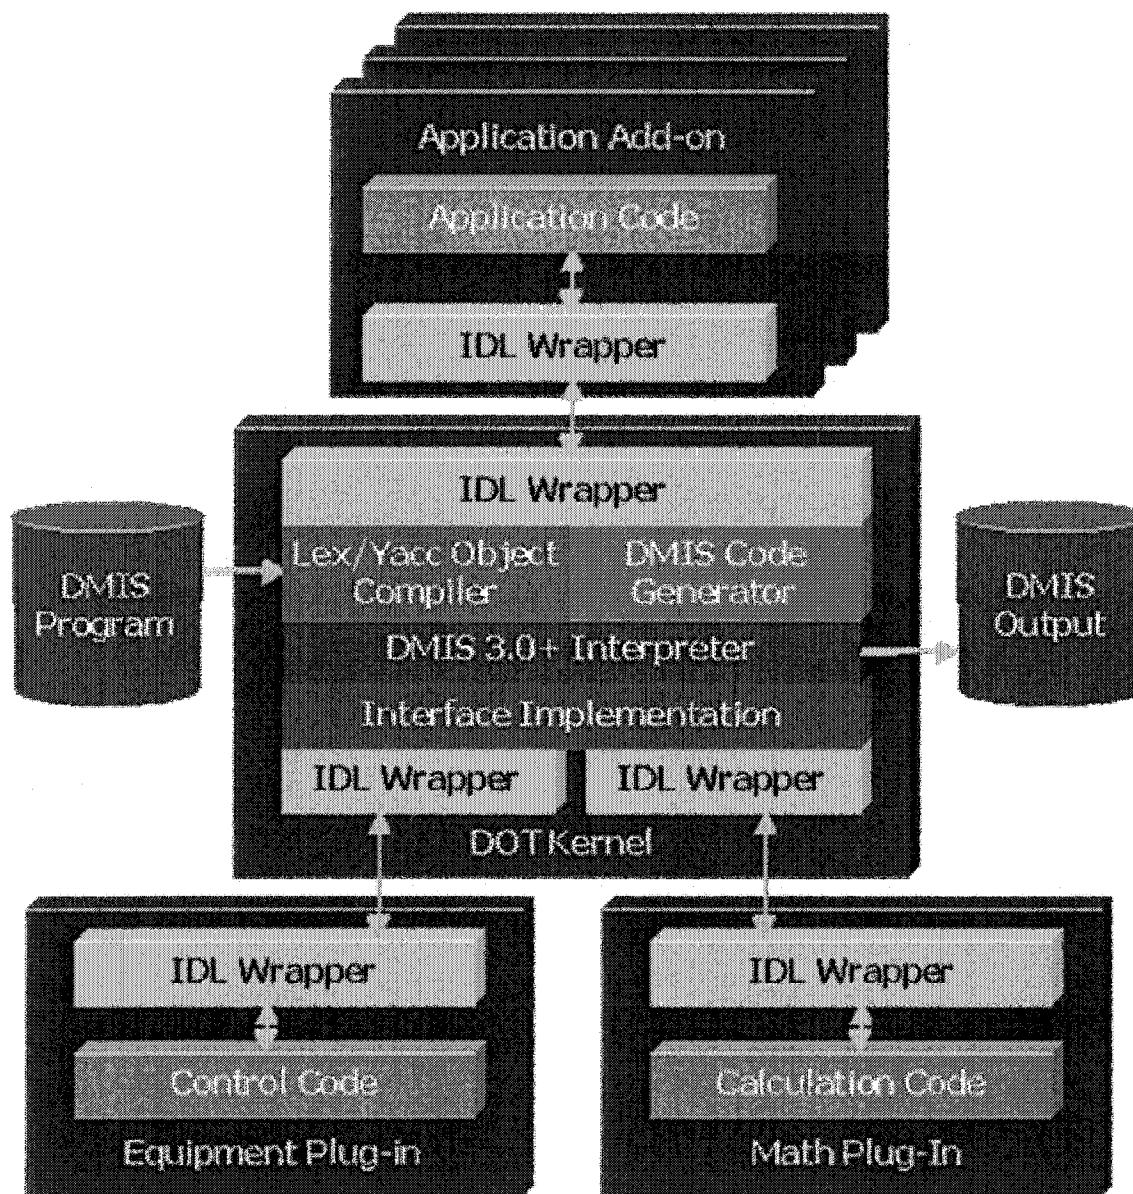 Application Add-on
Application Code
IDL Wrapper
IDL Wrapper
Lex/Yacc Object
Compiler
DMIS Code
Generator
DMIS
Program
DMIS
Output
DMIS 3.0+ Interpreter
Interface Implementation
IDL Wrapper
IDL Wrapper
DOT Kernel
IDL Wrapper
Control Code
Equipment Plug-in
IDL Wrapper
Calculation Code
Math Plug-In